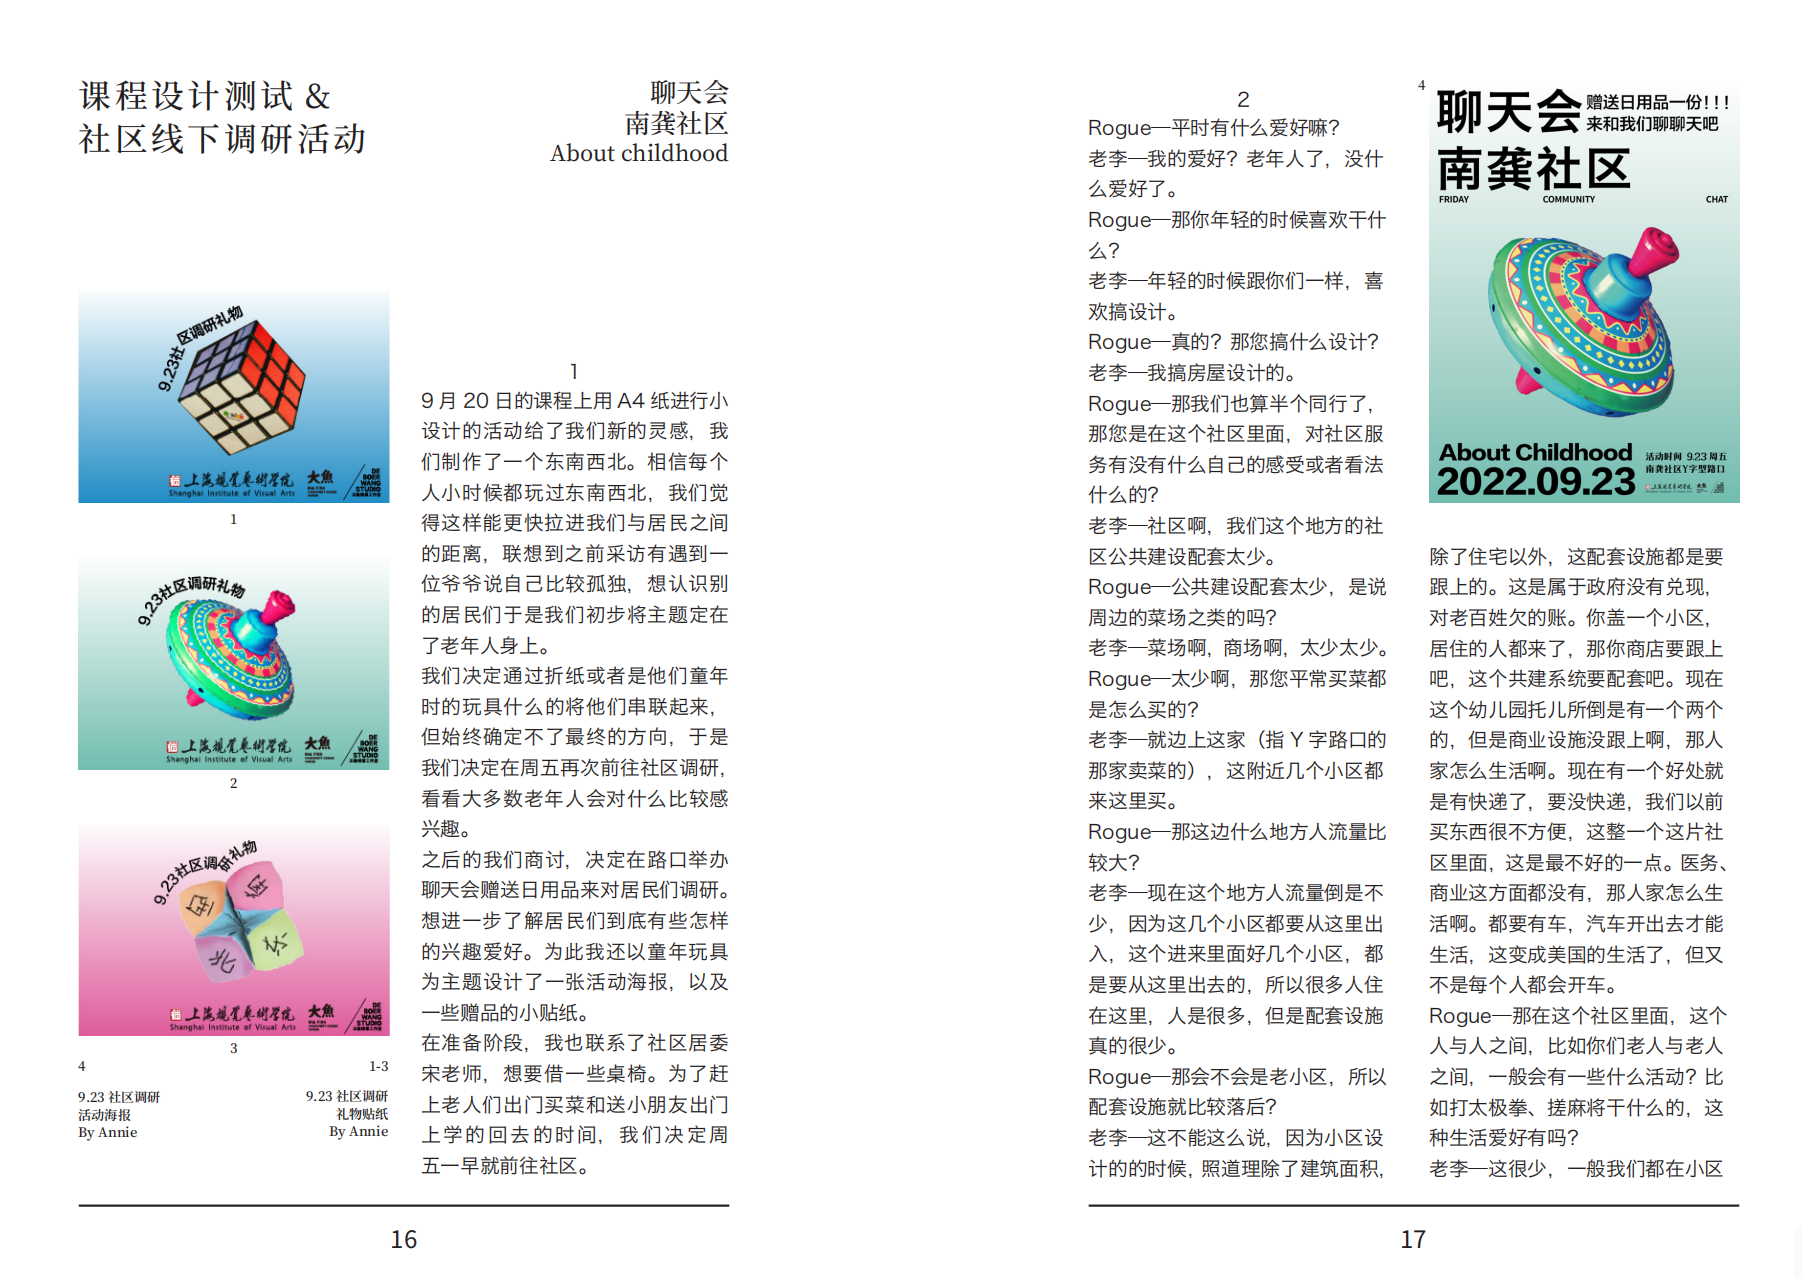 课程设计测试 &
社区线下调研活动
聊天会
南龚社区
About childhood
9.23社区调研礼物
上海视觉艺术学院
Shanghai Institute of Visual Arts
大魚
DE
BOER
WANG
STUDIO
1
9.23社区调研礼物
上海视觉艺术学院
Shanghai Institute of Visual Arts
大魚
DE
BOER
WANG
STUDIO
2
9.23社区调研礼物
西
南
北
东
上海视觉艺术学院
Shanghai Institute of Visual Arts
大魚
DE
BOER
WANG
STUDIO
3
4
9.23 社区调研
活动海报
By Annie
1-3
9.23 社区调研
礼物贴纸
By Annie
1
9 月 20 日的课程上用 A4 纸进行小
设计的活动给了我们新的灵感，我
们制作了一个东南西北。相信每个
人小时候都玩过东南西北，我们觉
得这样能更快拉进我们与居民之间
的距离，联想到之前采访有遇到一
位爷爷说自己比较孤独，想认识别
的居民们于是我们初步将主题定在
了老年人身上。
我们决定通过折纸或者是他们童年
时的玩具什么的将他们串联起来，
但始终确定不了最终的方向，于是
我们决定在周五再次前往社区调研，
看看大多数老年人会对什么比较感
兴趣。
之后的我们商讨，决定在路口举办
聊天会赠送日用品来对居民们调研。
想进一步了解居民们到底有些怎样
的兴趣爱好。为此我还以童年玩具
为主题设计了一张活动海报，以及
一些赠品的小贴纸。
在准备阶段，我也联系了社区居委
宋老师，想要借一些桌椅。为了赶
上老人们出门买菜和送小朋友出门
上学的回去的时间，我们决定周
五一早就前往社区。
16
2
Rogue—平时有什么爱好嘛？
老李—我的爱好？老年人了，没什
么爱好了。
Rogue—那你年轻的时候喜欢干什
么？
老李—年轻的时候跟你们一样，喜
欢搞设计。
Rogue—真的？那您搞什么设计？
老李—我搞房屋设计的。
Rogue—那我们也算半个同行了，
那您是在这个社区里面，对社区服
务有没有什么自己的感受或者看法
什么的？
老李—社区啊，我们这个地方的社
区公共建设配套太少。
Rogue—公共建设配套太少，是说
周边的菜场之类的吗？
老李—菜场啊，商场啊，太少太少。
Rogue—太少啊，那您平常买菜都
是怎么买的？
老李—就边上这家（指 Y 字路口的
那家卖菜的），这附近几个小区都
来这里买。
Rogue—那这边什么地方人流量比
较大？
老李—现在这个地方人流量倒是不
少，因为这几个小区都要从这里出
入，这个进来里面好几个小区，都
是要从这里出去的，所以很多人住
在这里，人是很多，但是配套设施
真的很少。
Rogue—那会不会是老小区，所以
配套设施就比较落后？
老李—这不能这么说，因为小区设
计的的时候，照道理除了建筑面积，
4
聊天会
赠送日用品一份！！！
来和我们聊聊天吧
南龚社区
FRIDAY COMMUNITY CHAT
About Childhood
2022.09.23
活动时间 9.23 周五
南龚社区Y字型路口
上海视觉艺术学院
大魚
除了住宅以外，这配套设施都是要
跟上的。这是属于政府没有兑现，
对老百姓欠的账。你盖一个小区，
居住的人都来了，那你商店要跟上
吧，这个共建系统要配套吧。现在
这个幼儿园托儿所倒是有一个两个
的，但是商业设施没跟上啊，那人
家怎么生活啊。现在有一个好处就
是有快递了，要没快递，我们以前
买东西很不方便，这整一个这片社
区里面，这是最不好的一点。医务、
商业这方面都没有，那人家怎么生
活啊。都要有车，汽车开出去才能
生活，这变成美国的生活了，但又
不是每个人都会开车。
Rogue—那在这个社区里面，这个
人与人之间，比如你们老人与老人
之间，一般会有一些什么活动？比
如打太极拳、搓麻将干什么的，这
种生活爱好有吗？
老李—这很少，一般我们都在小区
17